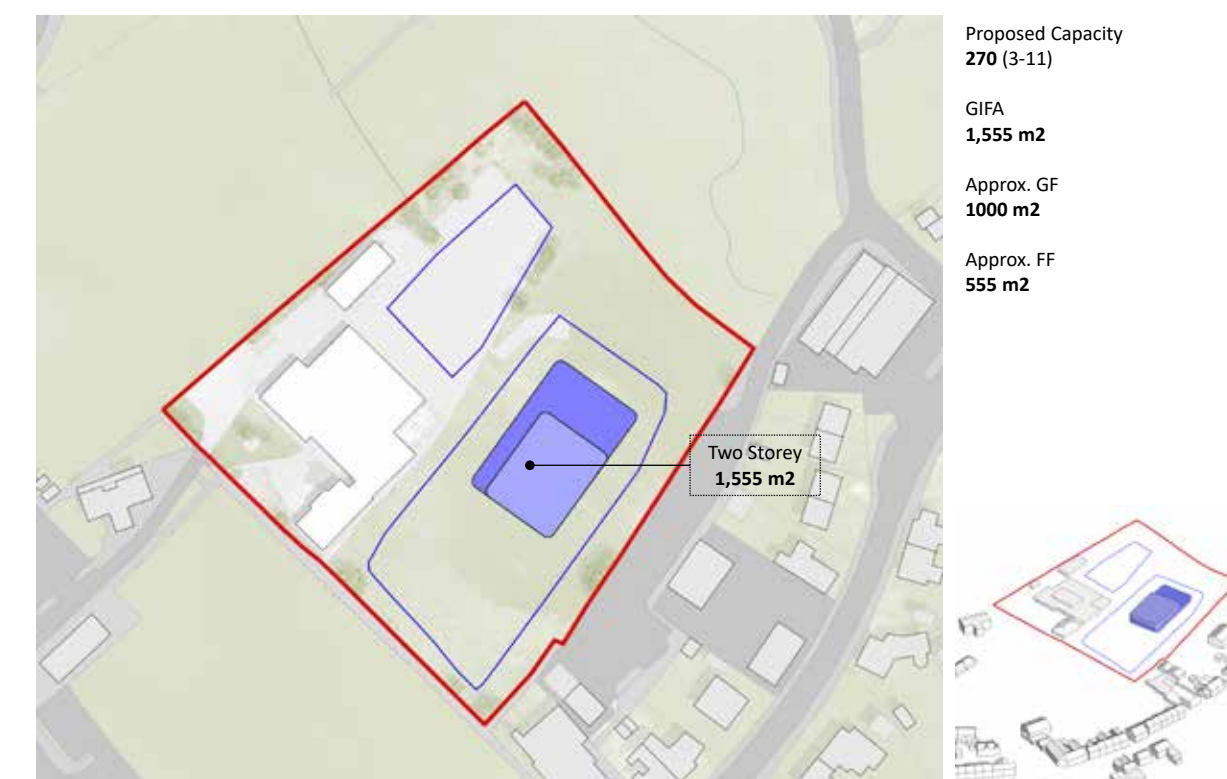 Proposed Capacity
270 (3-11)
GIFA
1,555 m2
Approx. GF
1000 m2
Approx. FF
555 m2
Two Storey
1,555 m2